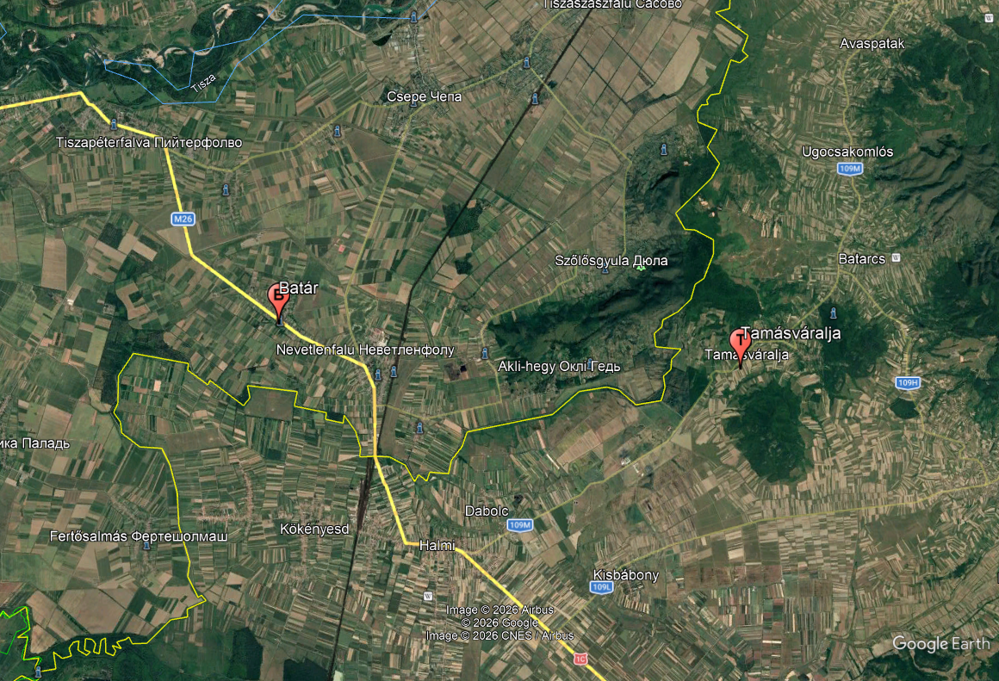 Tiszaszászfalu Сасово
Avaspatak
Tisza
Csepe Чепа
Tiszapéterfalva Пийтерфолво
Ugocsakomlós
109M
M26
Szőlősgyula Дюла
Batarcs W
Batár
B
Tamásváralja
T
Tamásváralja
Nevetlenfalu Неветленфолу
Akli-hegy Оклі Гедь
109H
ика Паладь
Dabolc
109M
Kökényesd
Fertősalmás Фертешолмаш
Halmi
Kisbábony
109L
W
Image © 2026 Airbus
© 2026 Google
Image © 2026 CNES / Airbus
Google Earth
1C